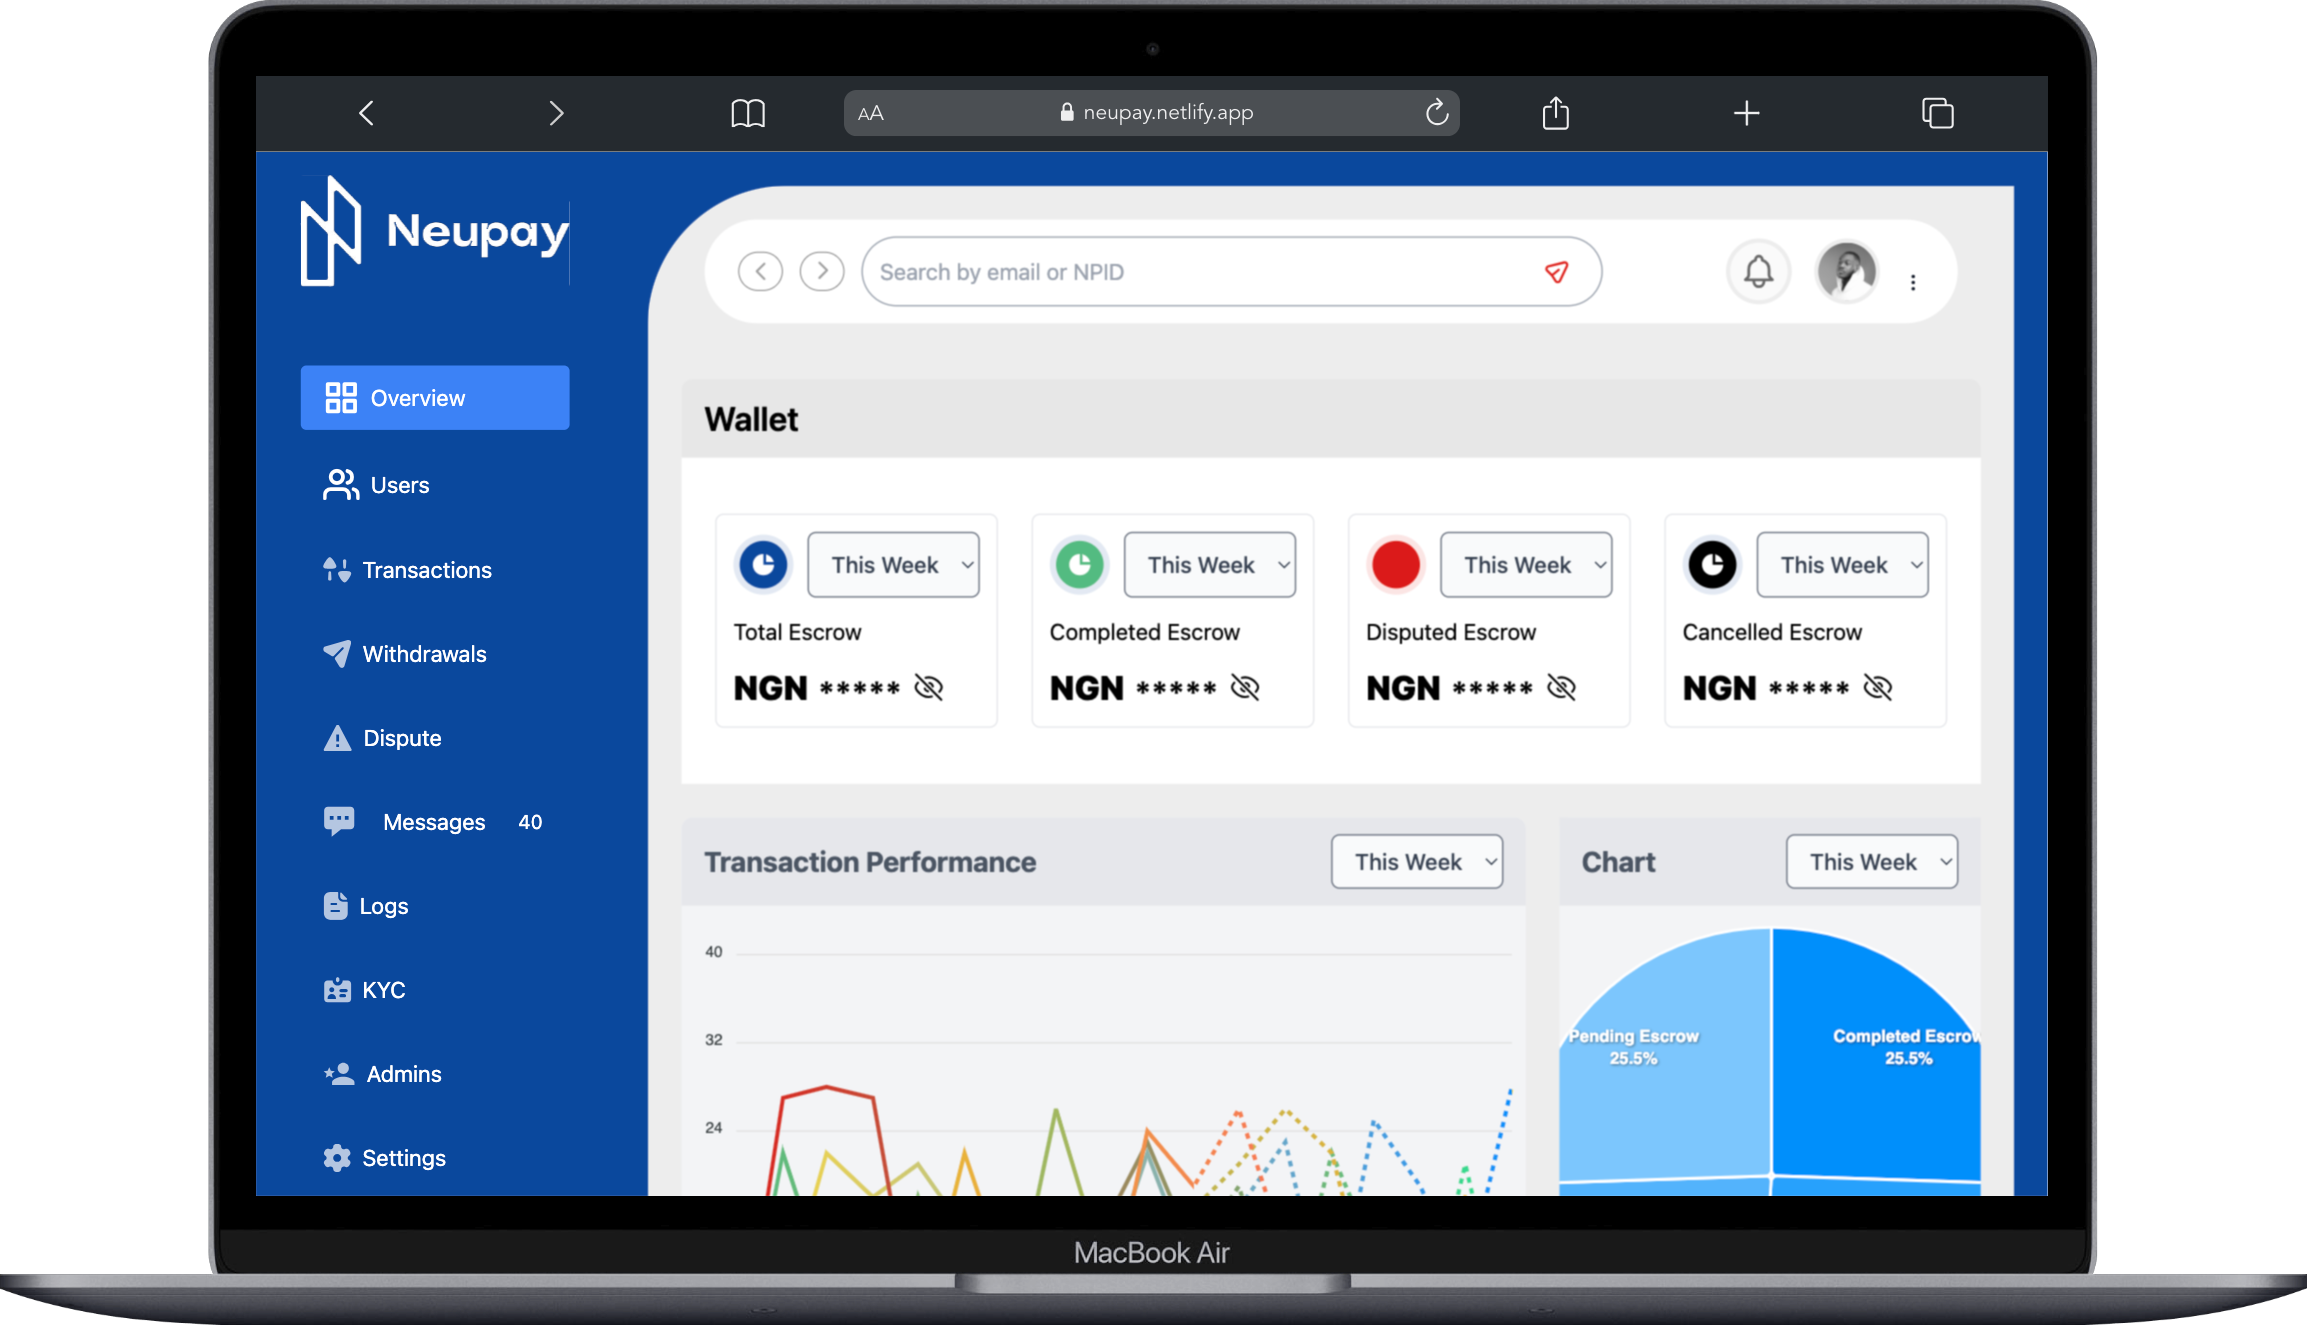 AA
neupay.netlify.app
Neupay
Search by email or NPID
Overview
Users
Transactions
Withdrawals
Dispute
Messages 40
Logs
KYC
Admins
Settings
Wallet
This Week
Total Escrow
NGN *****
This Week
Completed Escrow
NGN *****
This Week
Disputed Escrow
NGN *****
This Week
Cancelled Escrow
NGN *****
Transaction Performance
This Week
40
32
24
Chart
This Week
Pending Escrow
25.5%
Completed Escrow
25.5%
MacBook Air